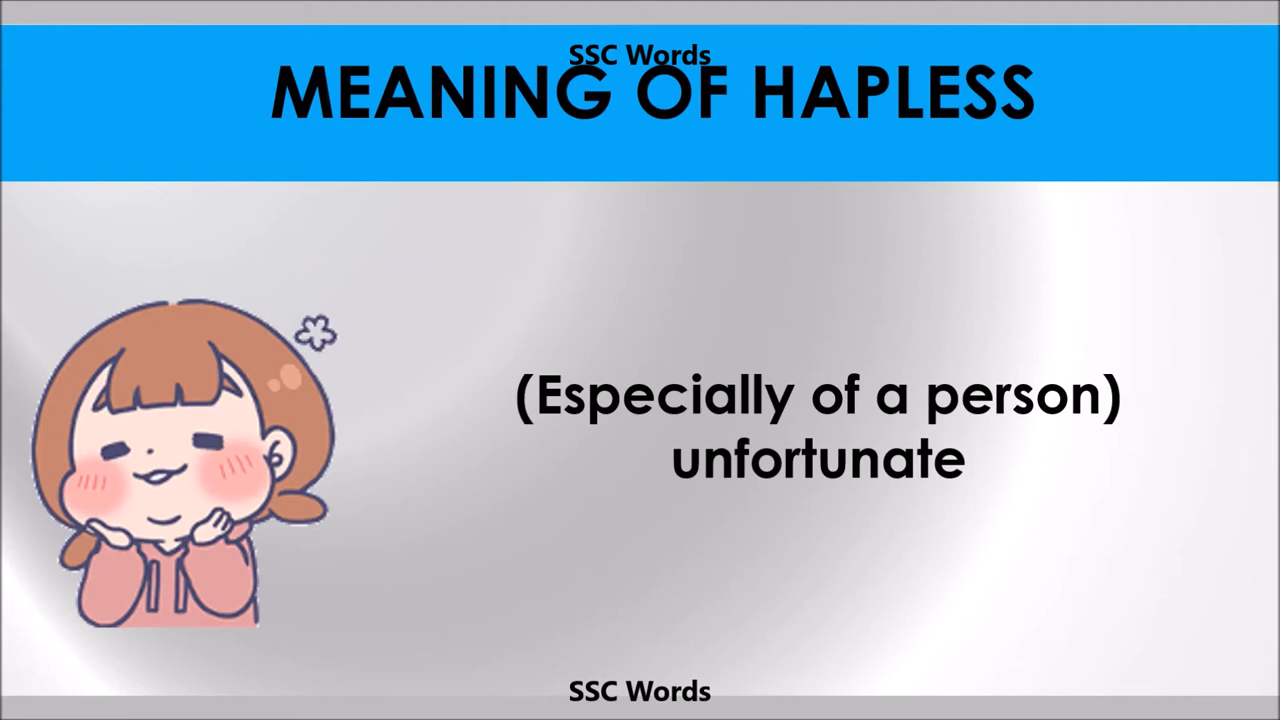 SSC Words
MEANING OF HAPLESS
(Especially of a person)
unfortunate
SSC Words